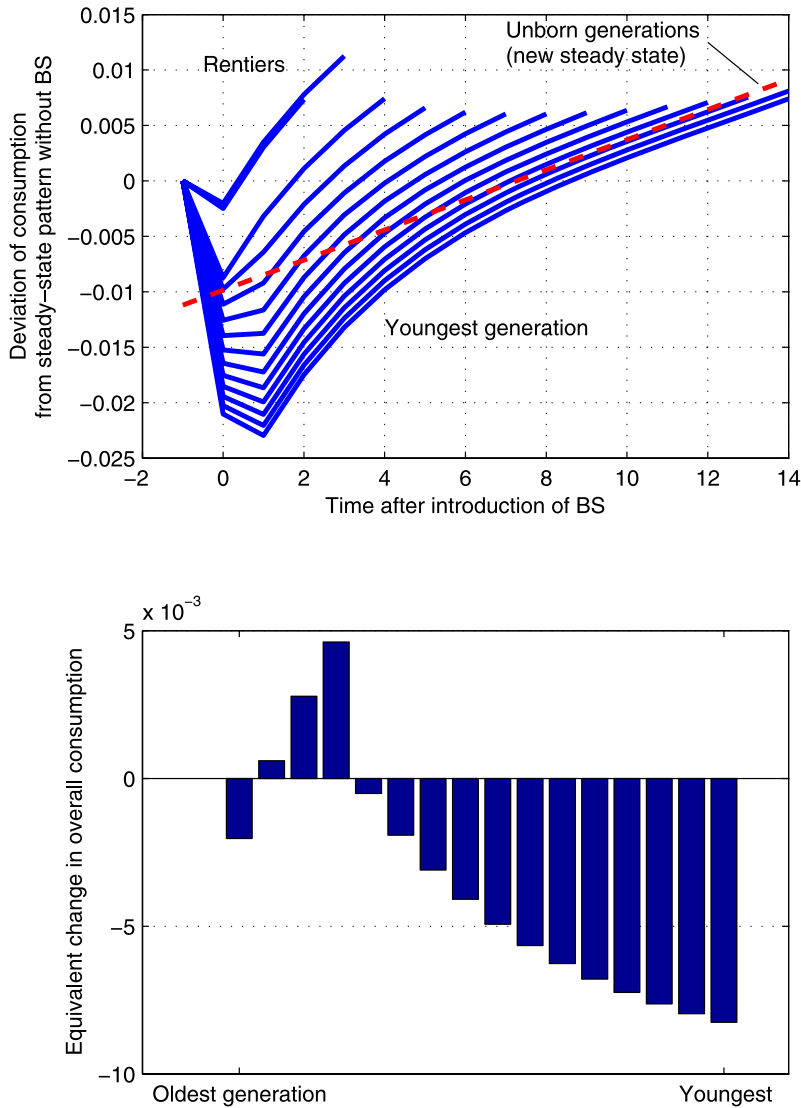 0.015
0.01
0.005
0
−0.005
−0.01
−0.015
−0.02
−0.025
−2
0
2
4
6
8
10
12
14
Deviation of consumption
from steady−state pattern without BS
Rentiers
Unborn generations
(new steady state)
Youngest generation
Time after introduction of BS
x 10−3
5
0
−5
−10
Equivalent change in overall consumption
Oldest generation
Youngest